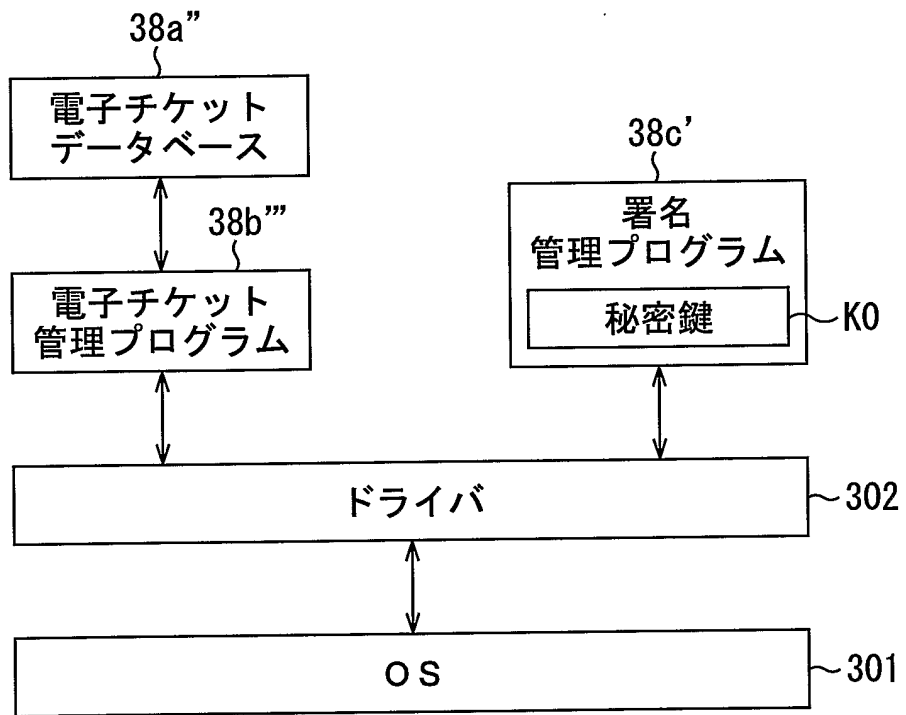 38a”
電子チケット
データベース
38b”’
電子チケット
管理プログラム
38c’
署名
管理プログラム
秘密鍵
K0
ドライバ
302
OS
301